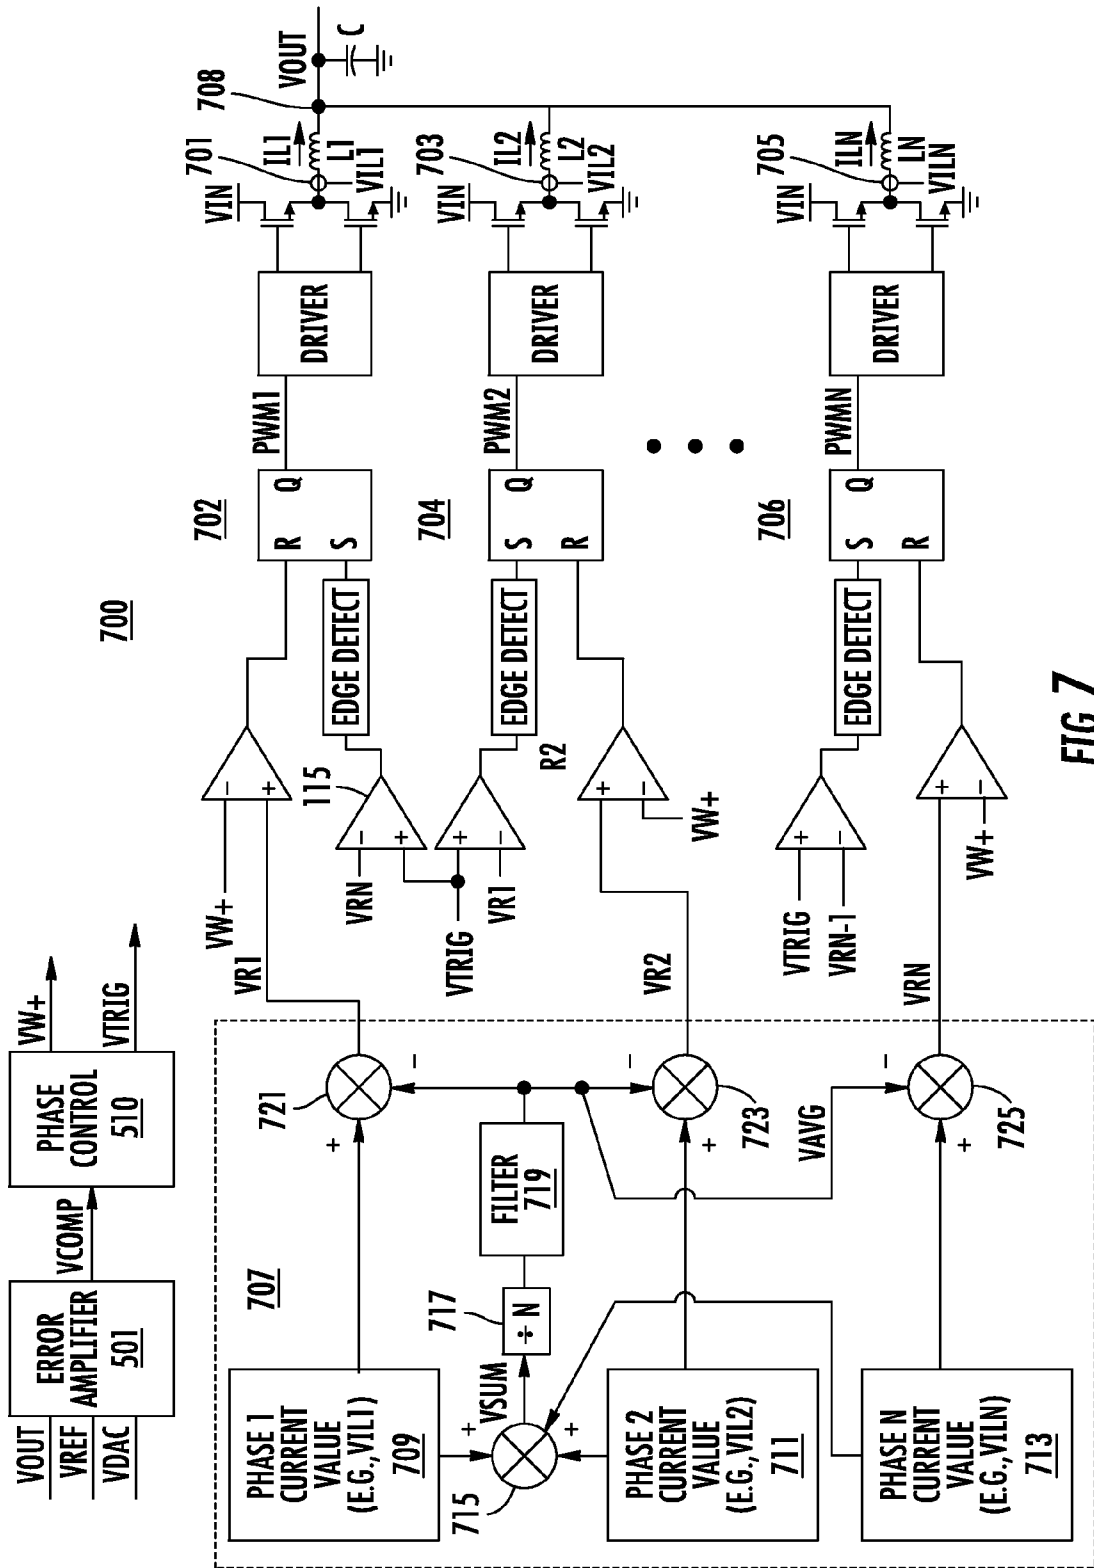 700
VOUT
VREF
VDAC
ERROR
AMPLIFIER
501
VCOMP
PHASE
CONTROL
510
VW+
VTRIG
707
PHASE 1
CURRENT
VALUE
(E.G.,VIL1)
709
+
715
+
+
VSUM
717
÷ N
FILTER
719
PHASE 2
CURRENT
VALUE
(E.G.,VIL2)
711
PHASE N
CURRENT
VALUE
(E.G.,VILN)
713
721
+
-
723
+
-
VAVG
725
+
-
VR1
VW+
-
+
VRN
115
-
+
VTRIG
+
-
VR1
VR2
R2
+
-
VW+
VTRIG
VRN-1
+
-
VRN
+
-
VW+
EDGE DETECT
EDGE DETECT
EDGE DETECT
702
R Q
S
PWM1
DRIVER
704
S Q
R
PWM2
DRIVER
706
S Q
R
PWMN
DRIVER
VIN
701
IL1
L1
VIL1
708
VOUT
C
VIN
703
IL2
L2
VIL2
VIN
705
ILN
LN
VILN
FIG 7